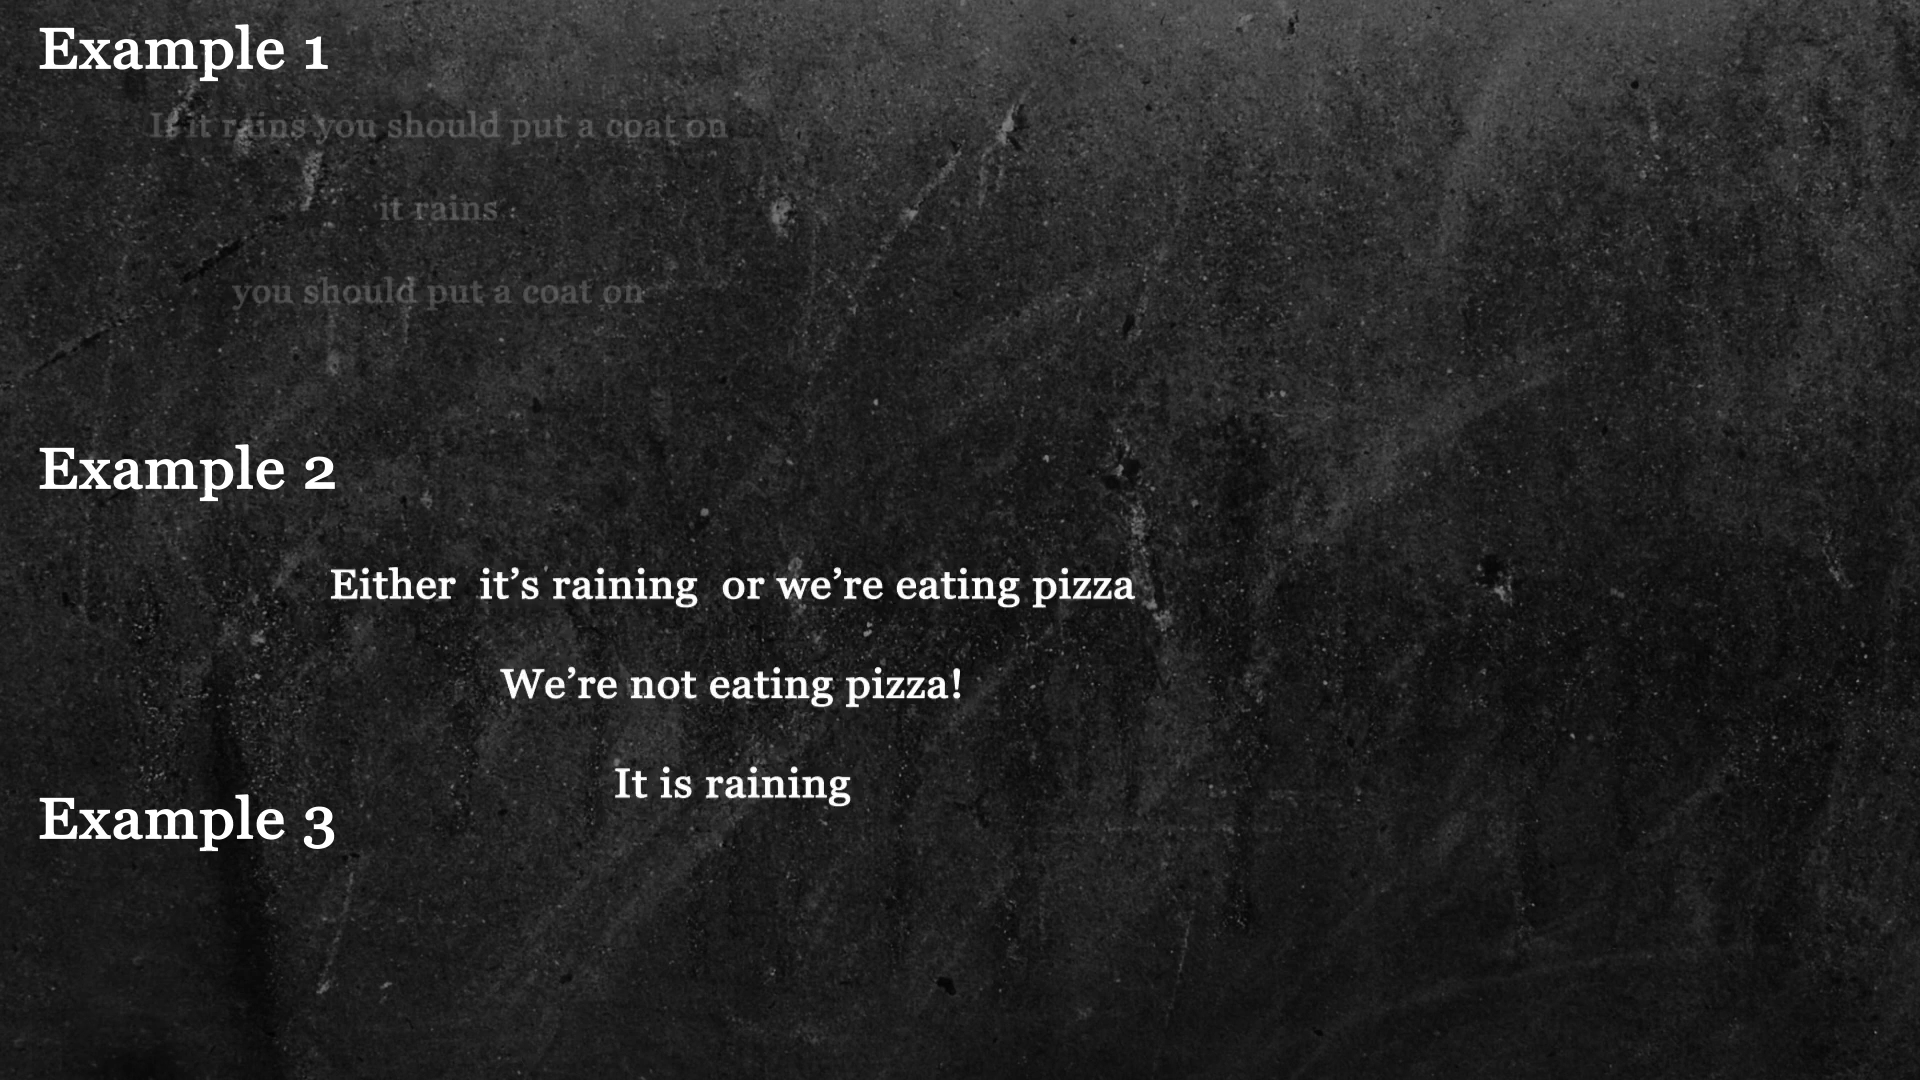 Example 1
If it rains you should put a coat on
it rains
you should put a coat on
Example 2
Either it’s raining or we’re eating pizza
We’re not eating pizza!
It is raining
Example 3